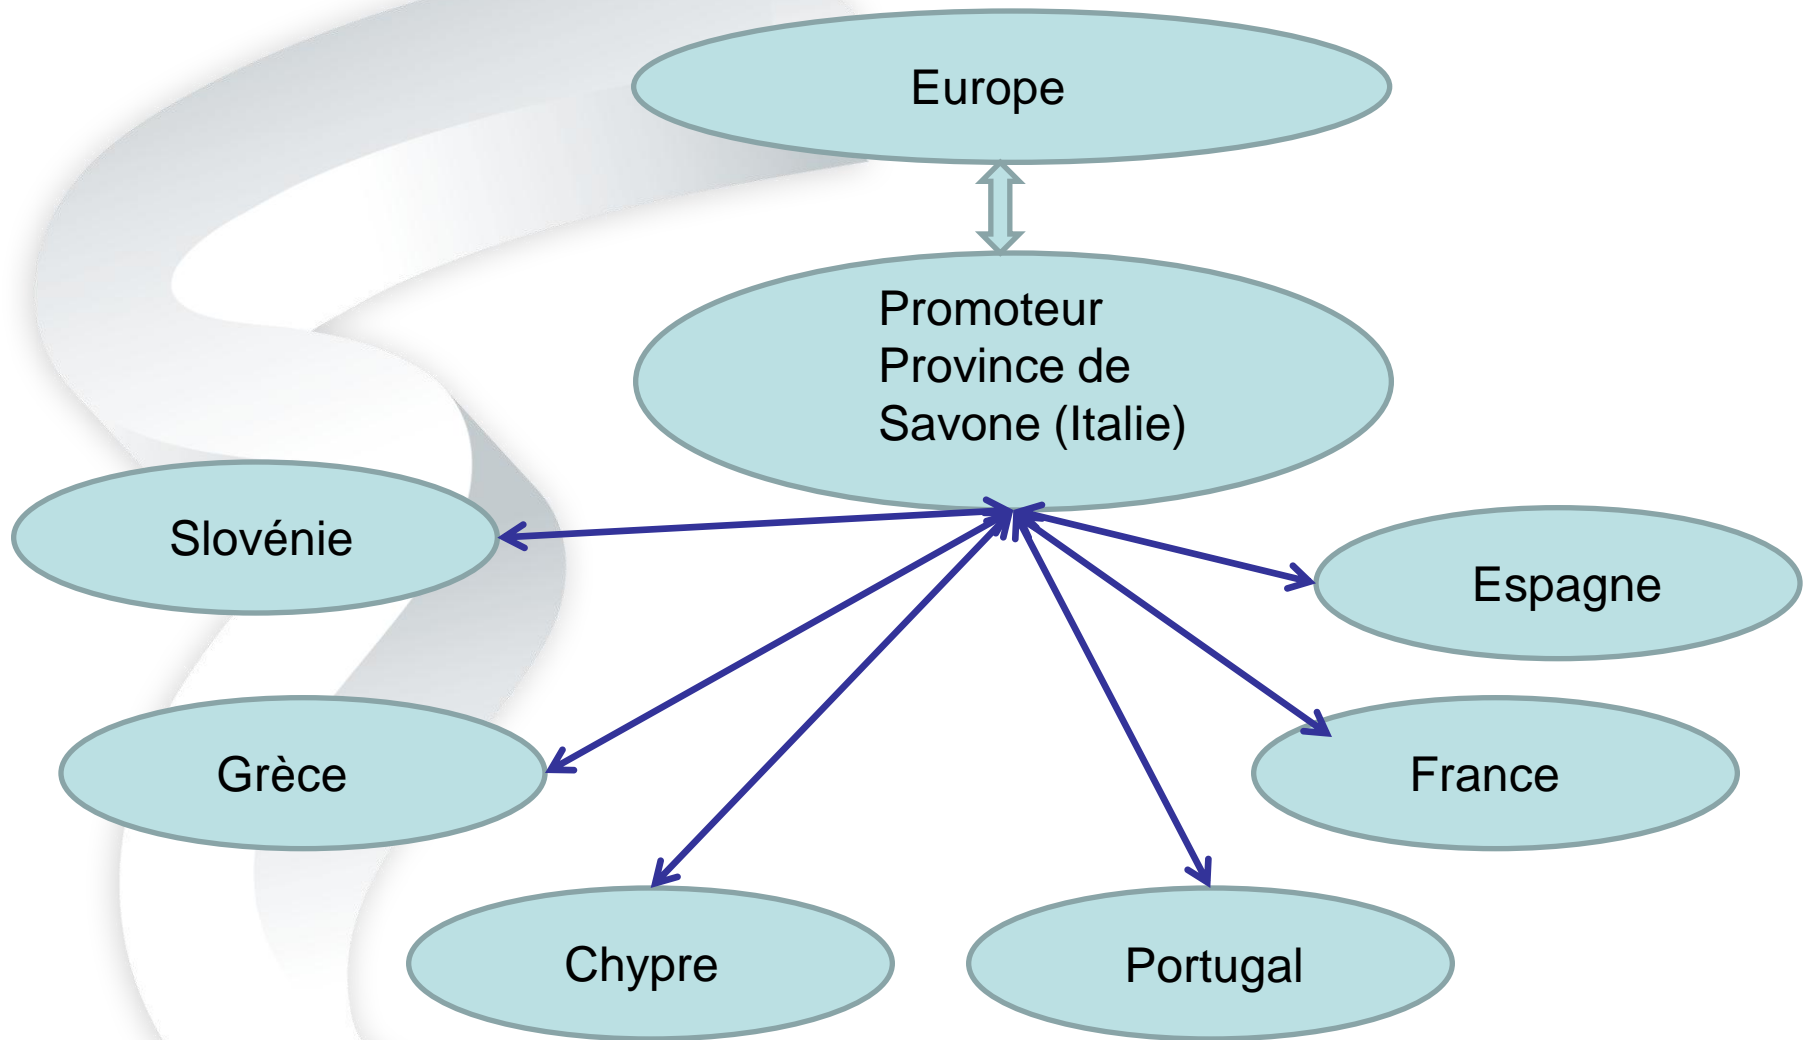 Europe
Promoteur
Province de
Savone (Italie)
Slovénie
Espagne
Grèce
France
Chypre
Portugal